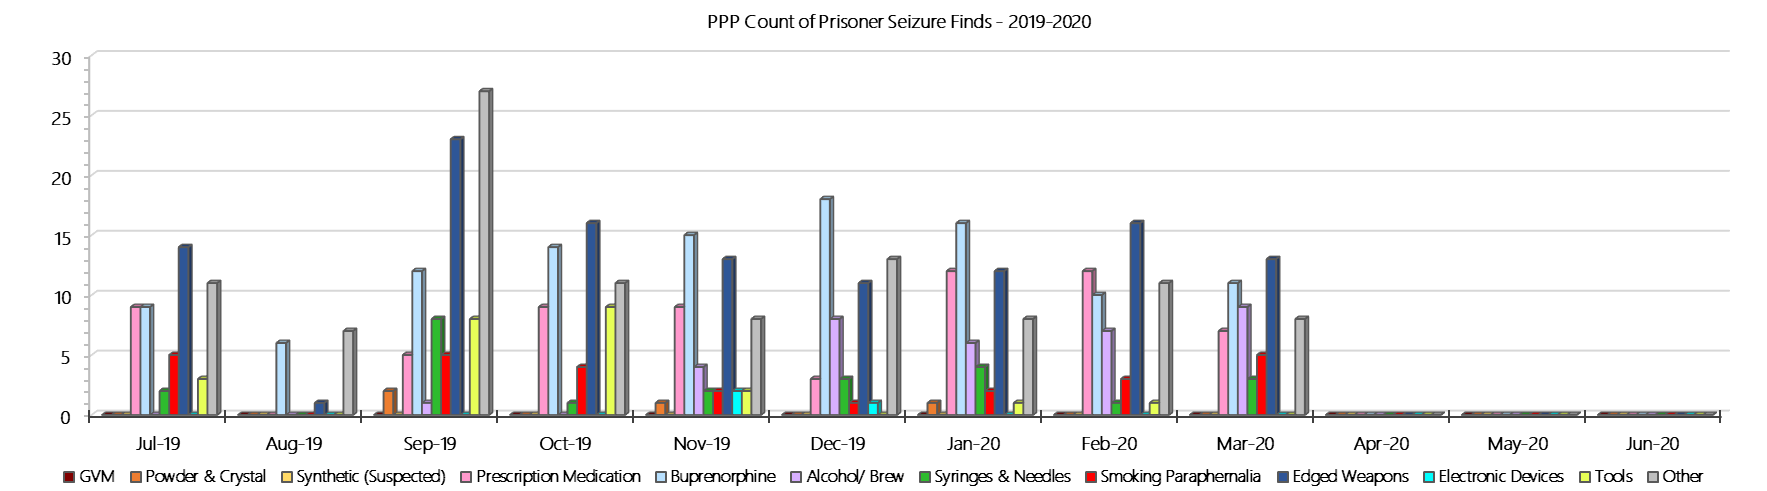 PPP Count of Prisoner Seizure Finds - 2019-2020
30
25
20
15
10
5
0
Jul-19 Aug-19 Sep-19 Oct-19 Nov-19 Dec-19 Jan-20 Feb-20 Mar-20 Apr-20 May-20 Jun-20
GVM Powder & Crystal Synthetic (Suspected) Prescription Medication Buprenorphine Alcohol/ Brew Syringes & Needles Smoking Paraphernalia Edged Weapons Electronic Devices Tools Other